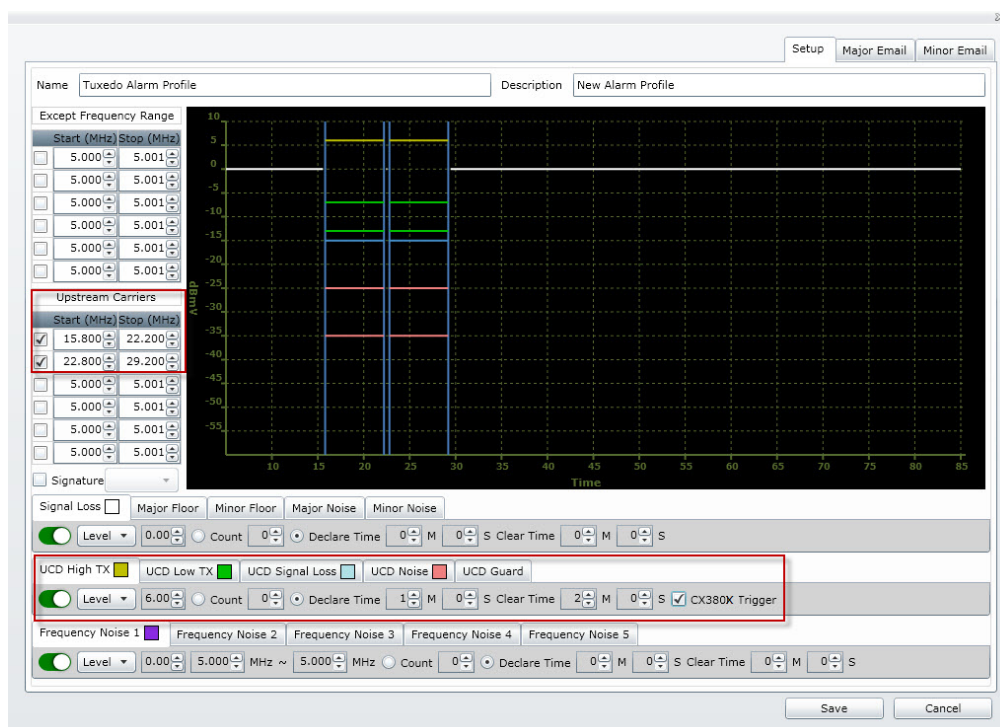 Setup Major Email Minor Email
Name Tuxedo Alarm Profile Description New Alarm Profile
Except Frequency Range
Start (MHz) Stop (MHz)
5.000 5.001
5.000 5.001
5.000 5.001
5.000 5.001
5.000 5.001
5.000 5.001
Upstream Carriers
Start (MHz) Stop (MHz)
15.800 22.200
22.800 29.200
5.000 5.001
5.000 5.001
5.000 5.001
5.000 5.001
Signature
10
5
0
-5
-10
-15
-20
-25
-30
-35
-40
-45
-50
-55
dBmV
10 15 20 25 30 35 40 45 50 55 60 65 70 75 80 85
Time
Signal Loss Major Floor Minor Floor Major Noise Minor Noise
Level 0.00 Count 0 Declare Time 0 M 0 S Clear Time 0 M 0 S
UCD High TX UCD Low TX UCD Signal Loss UCD Noise UCD Guard
Level 6.00 Count 0 Declare Time 1 M 0 S Clear Time 2 M 0 S CX380X Trigger
Frequency Noise 1 Frequency Noise 2 Frequency Noise 3 Frequency Noise 4 Frequency Noise 5
Level 0.00 5.000 MHz ~ 5.000 MHz Count 0 Declare Time 0 M 0 S Clear Time 0 M 0 S
Save Cancel